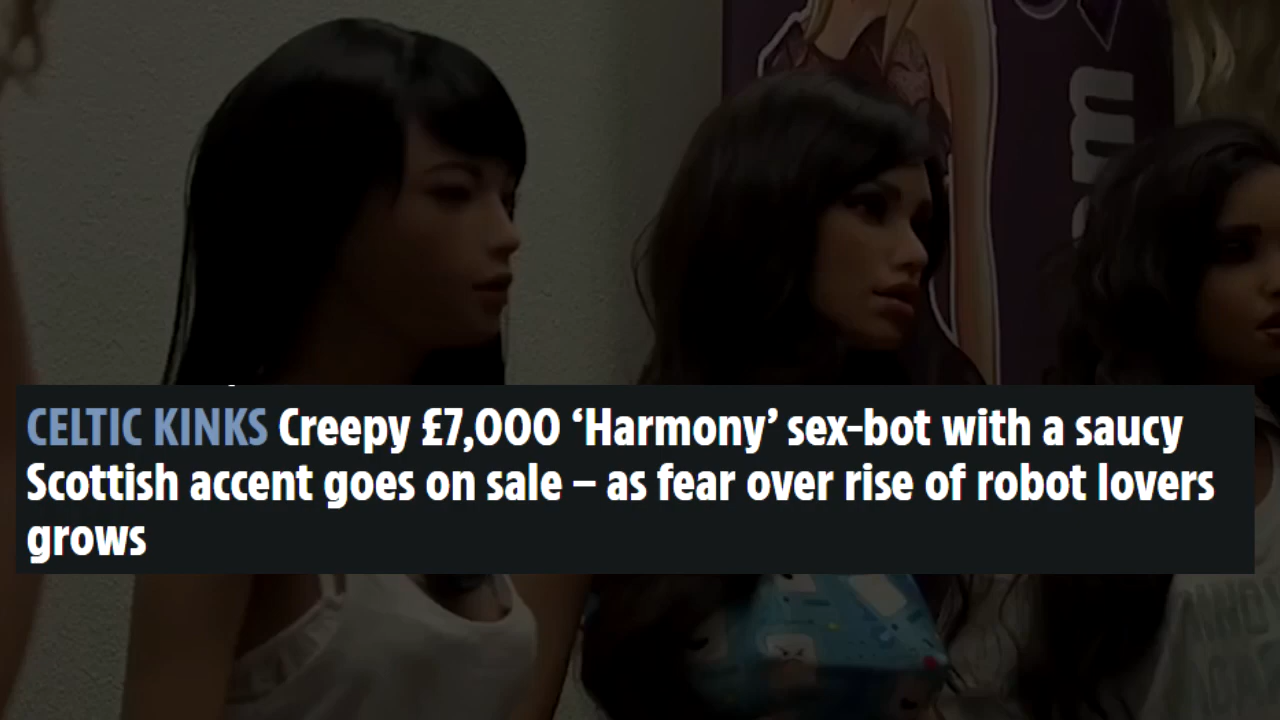 CELTIC KINKS Creepy £7,000 ‘Harmony’ sex-bot with a saucy
Scottish accent goes on sale – as fear over rise of robot lovers
grows